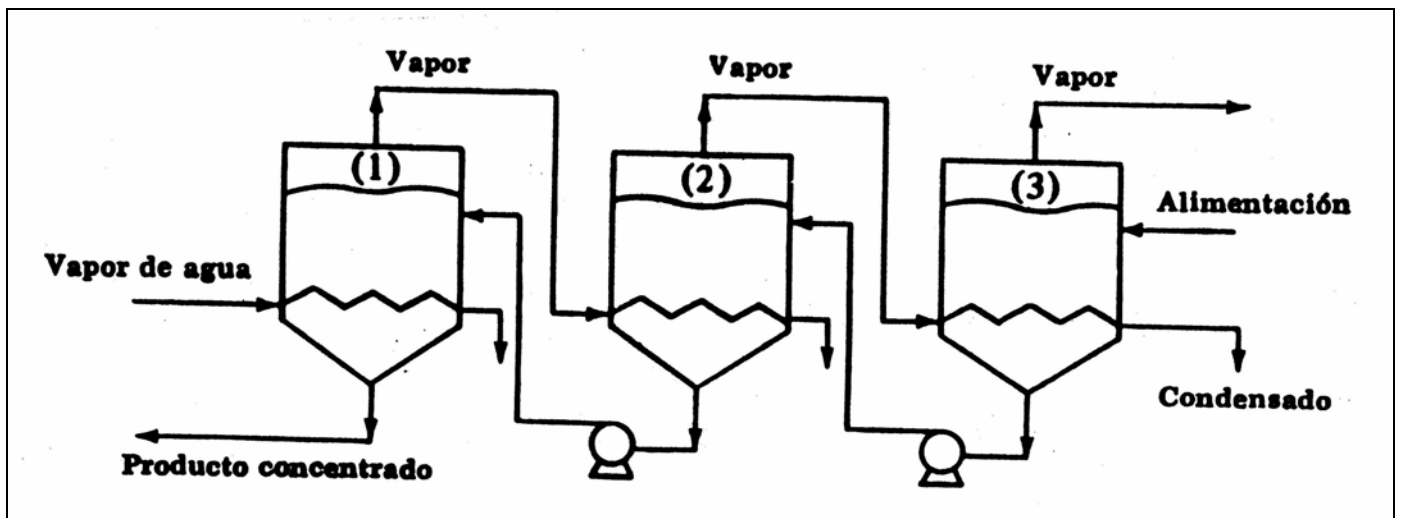 Vapor
Vapor
Vapor
(1)
(2)
(3)
Alimentación
Vapor de agua
Condensado
Producto concentrado